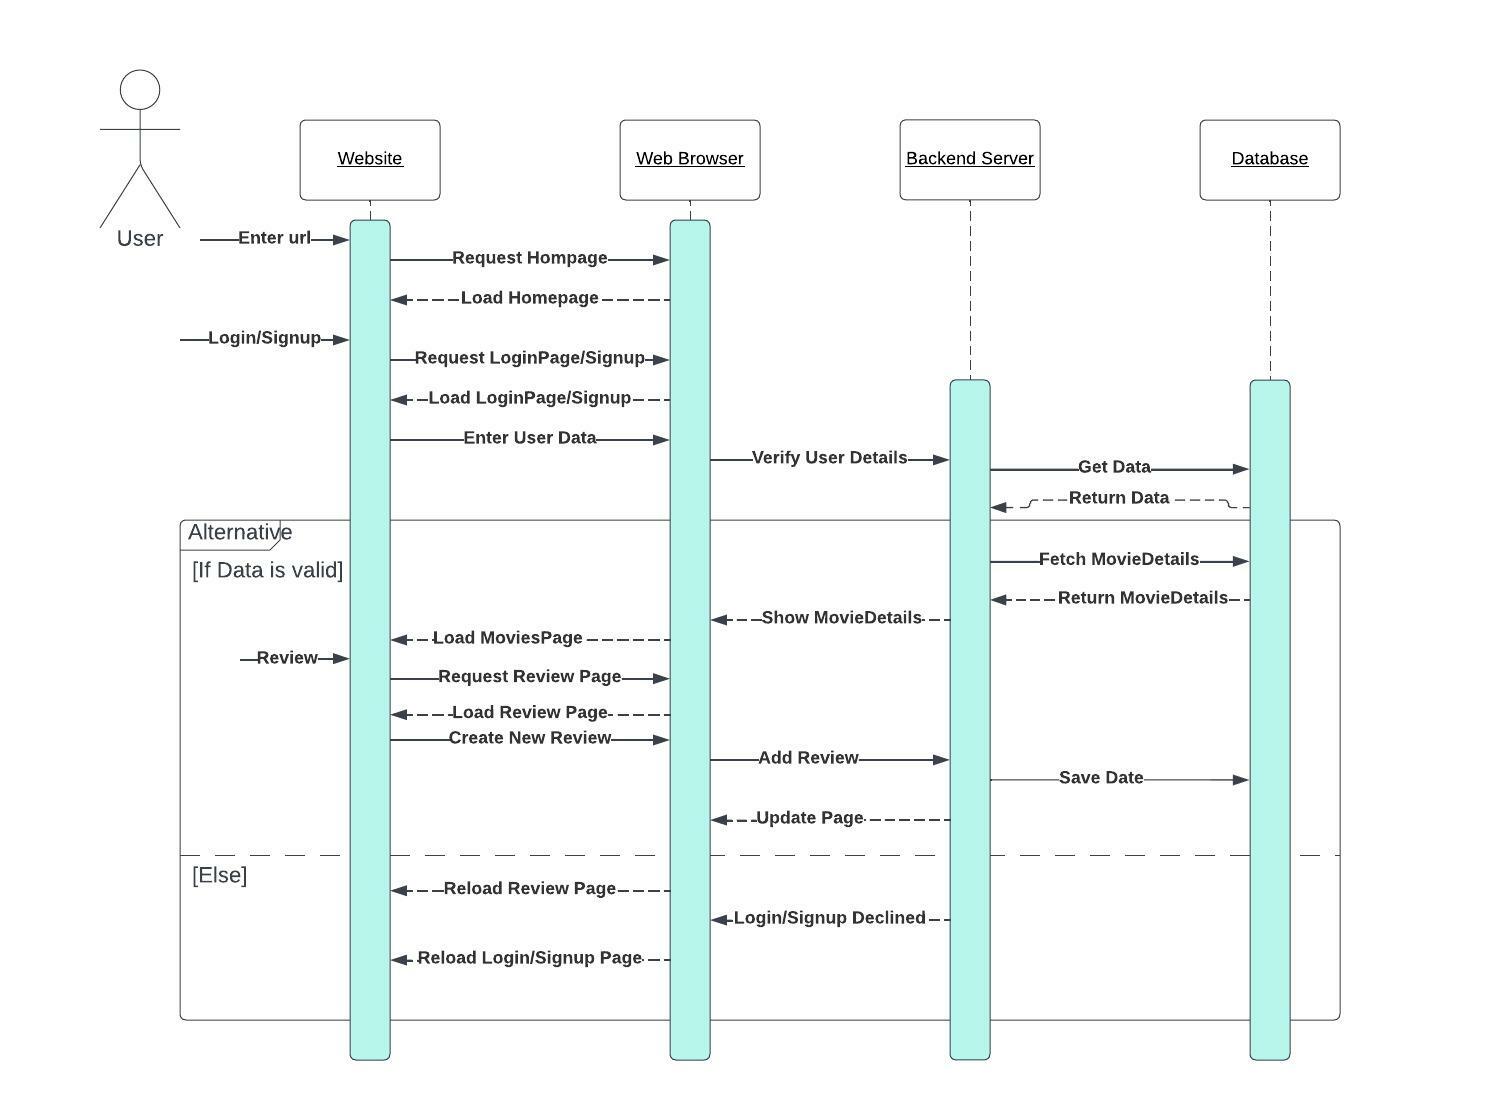 Website
Web Browser
Backend Server
Database
User
Enter url
Request Hompage
Load Homepage
Login/Signup
Request LoginPage/Signup
Load LoginPage/Signup
Enter User Data
Verify User Details
Get Data
Return Data
Alternative
[If Data is valid]
Fetch MovieDetails
Return MovieDetails
Show MovieDetails
Load MoviesPage
Review
Request Review Page
Load Review Page
Create New Review
Add Review
Save Date
Update Page
[Else]
Reload Review Page
Login/Signup Declined
Reload Login/Signup Page